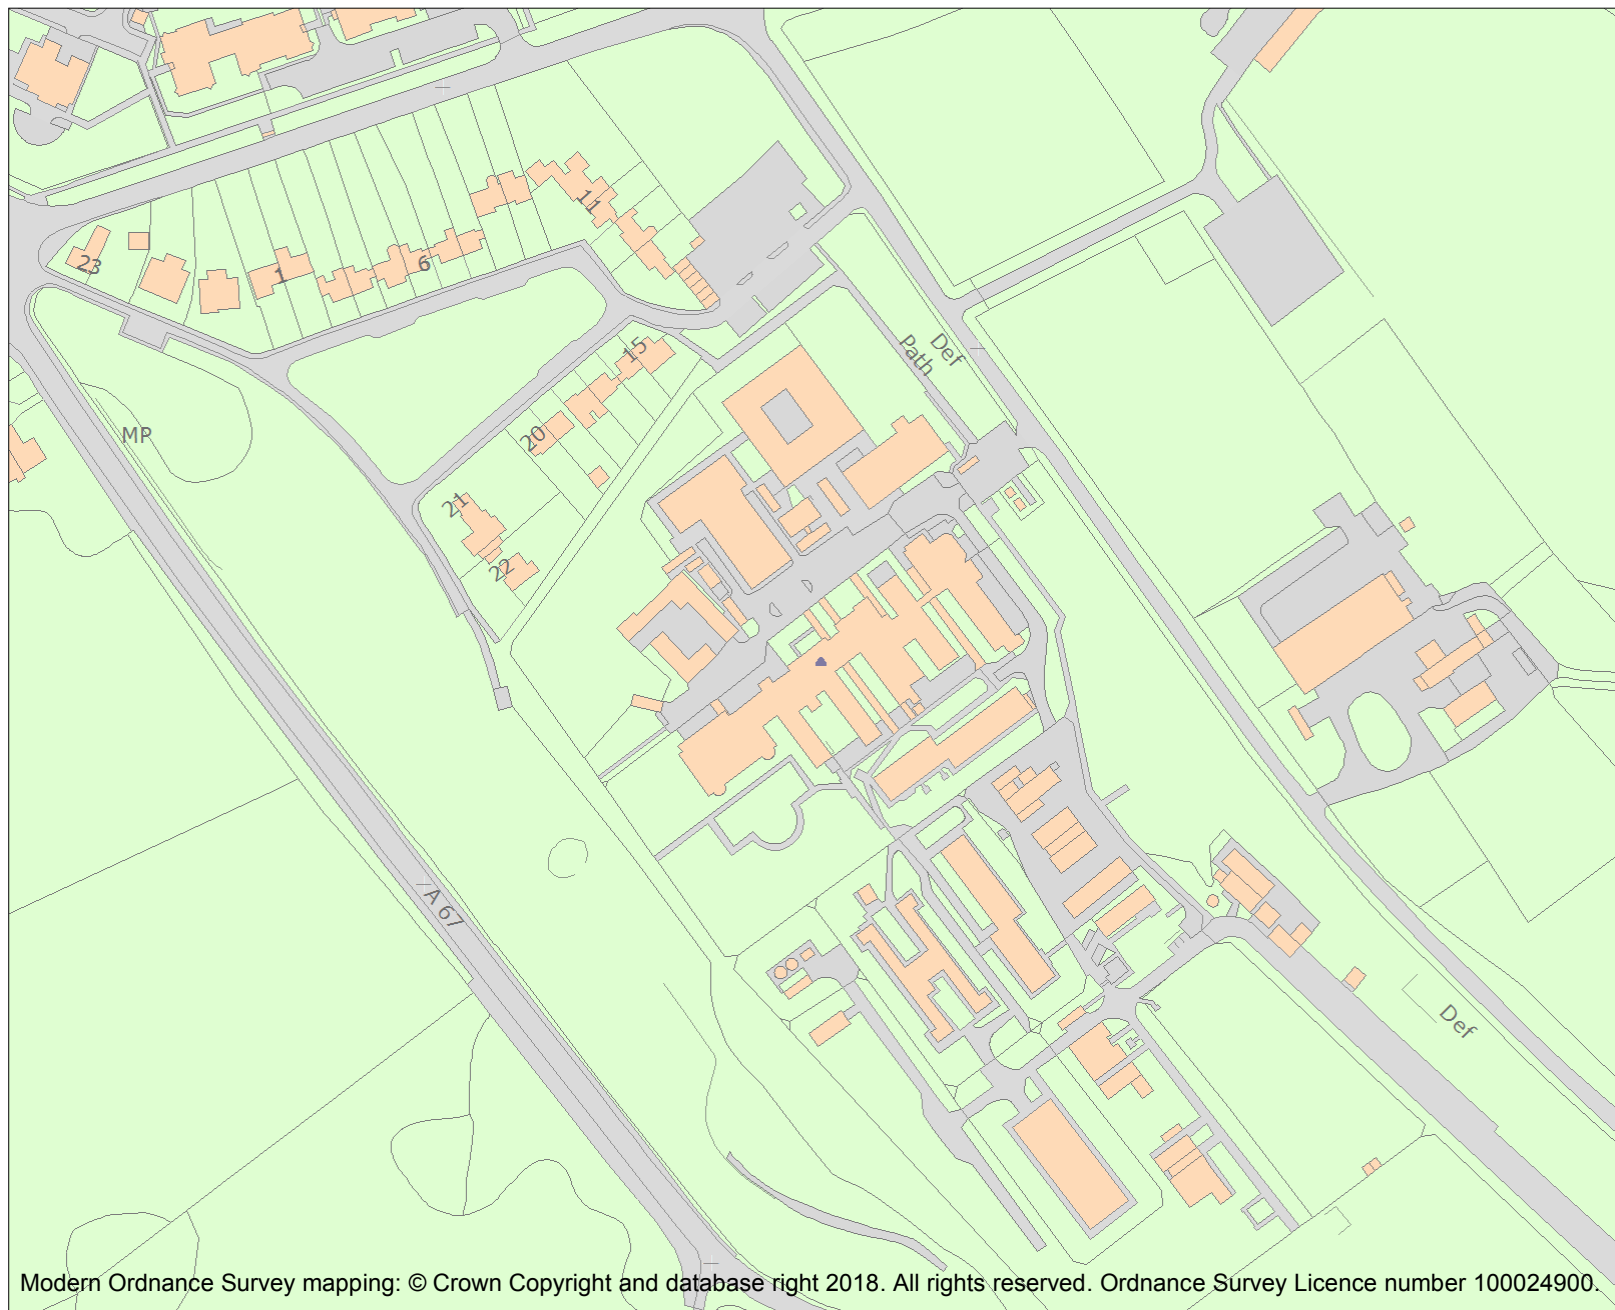 23
1
6
11
15
20
21
22
MP
Def
Path
A 67
Def
Modern Ordnance Survey mapping: © Crown Copyright and database right 2018. All rights reserved. Ordnance Survey Licence number 100024900.